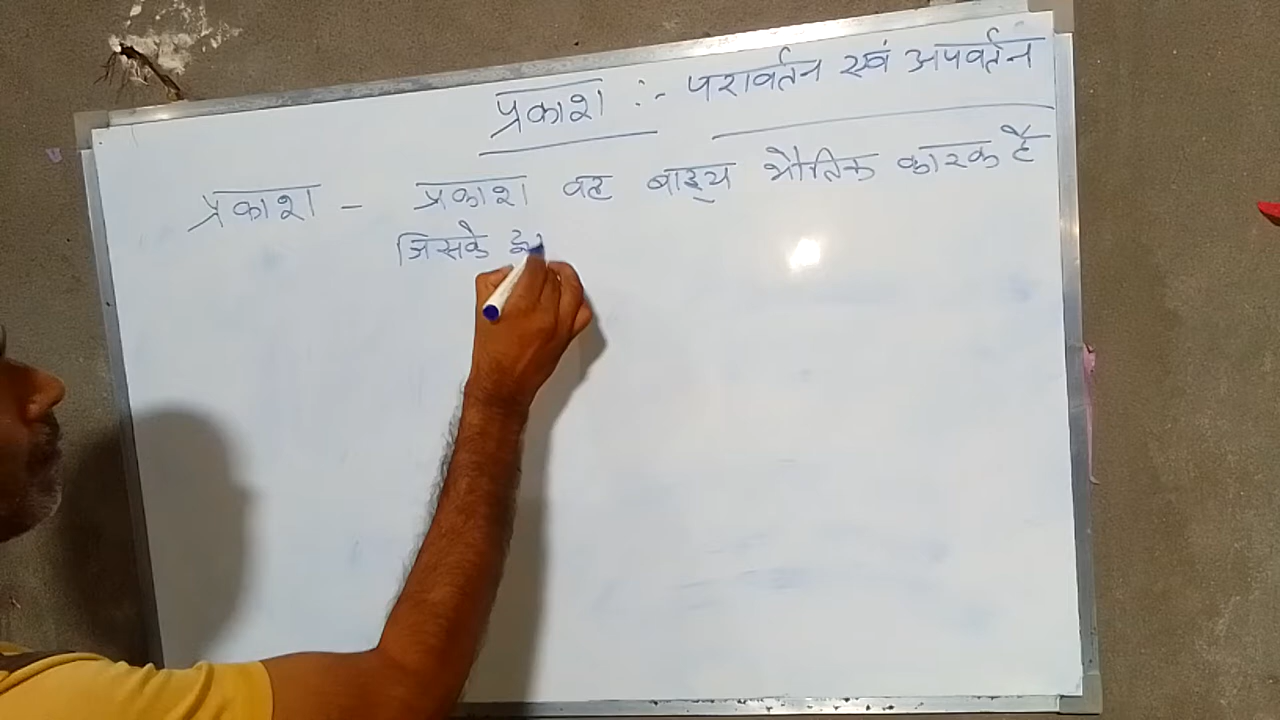 प्रकाश :- परावर्तन एवं अपवर्तन
प्रकाश - प्रकाश वह बाह्य भौतिक कारक है
जिसके